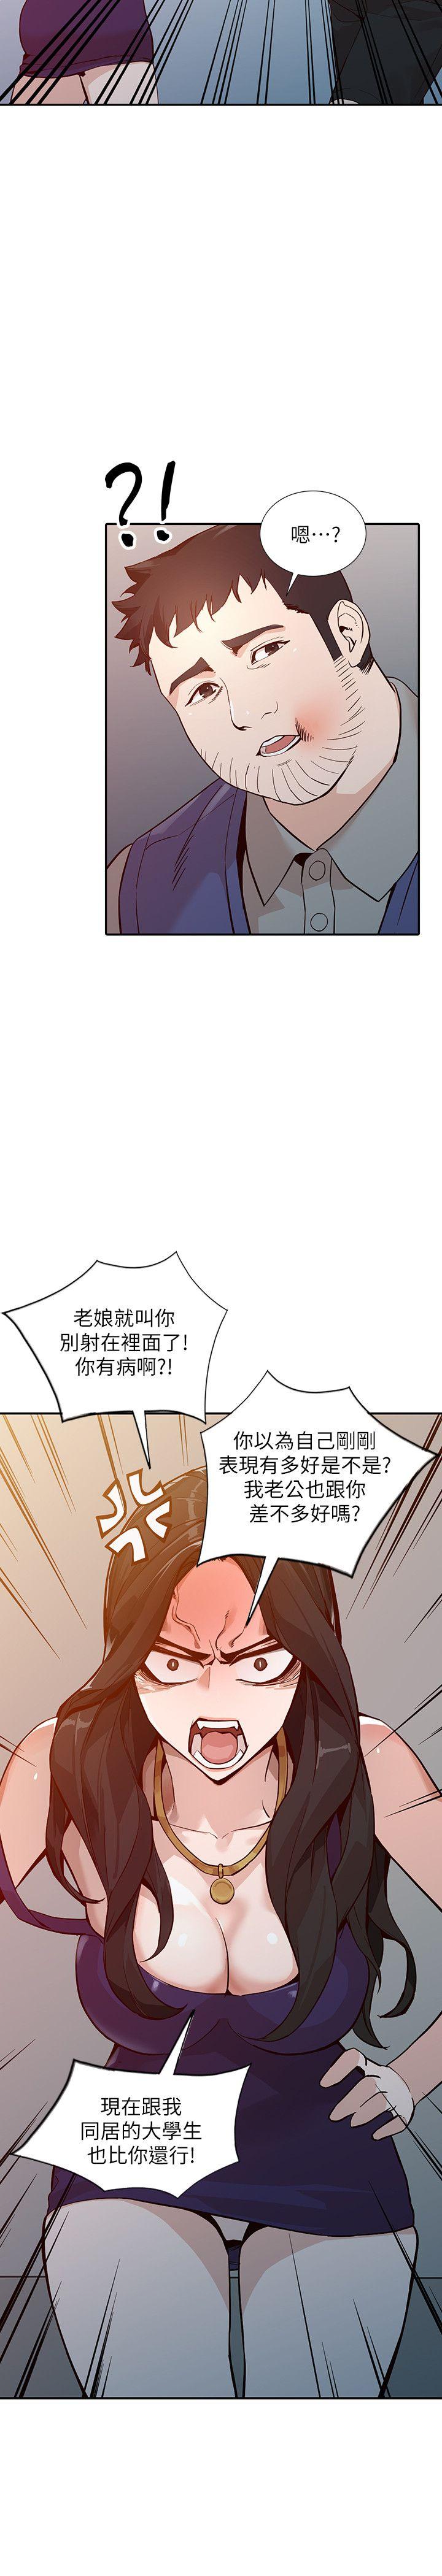 ?!
嗯…?
老娘就叫你
別射在裡面了!
你有病啊?!
你以為自己剛剛
表現有多好是不是?
我老公也跟你
差不多好嗎?
現在跟我
同居的大學生
也比你還行!